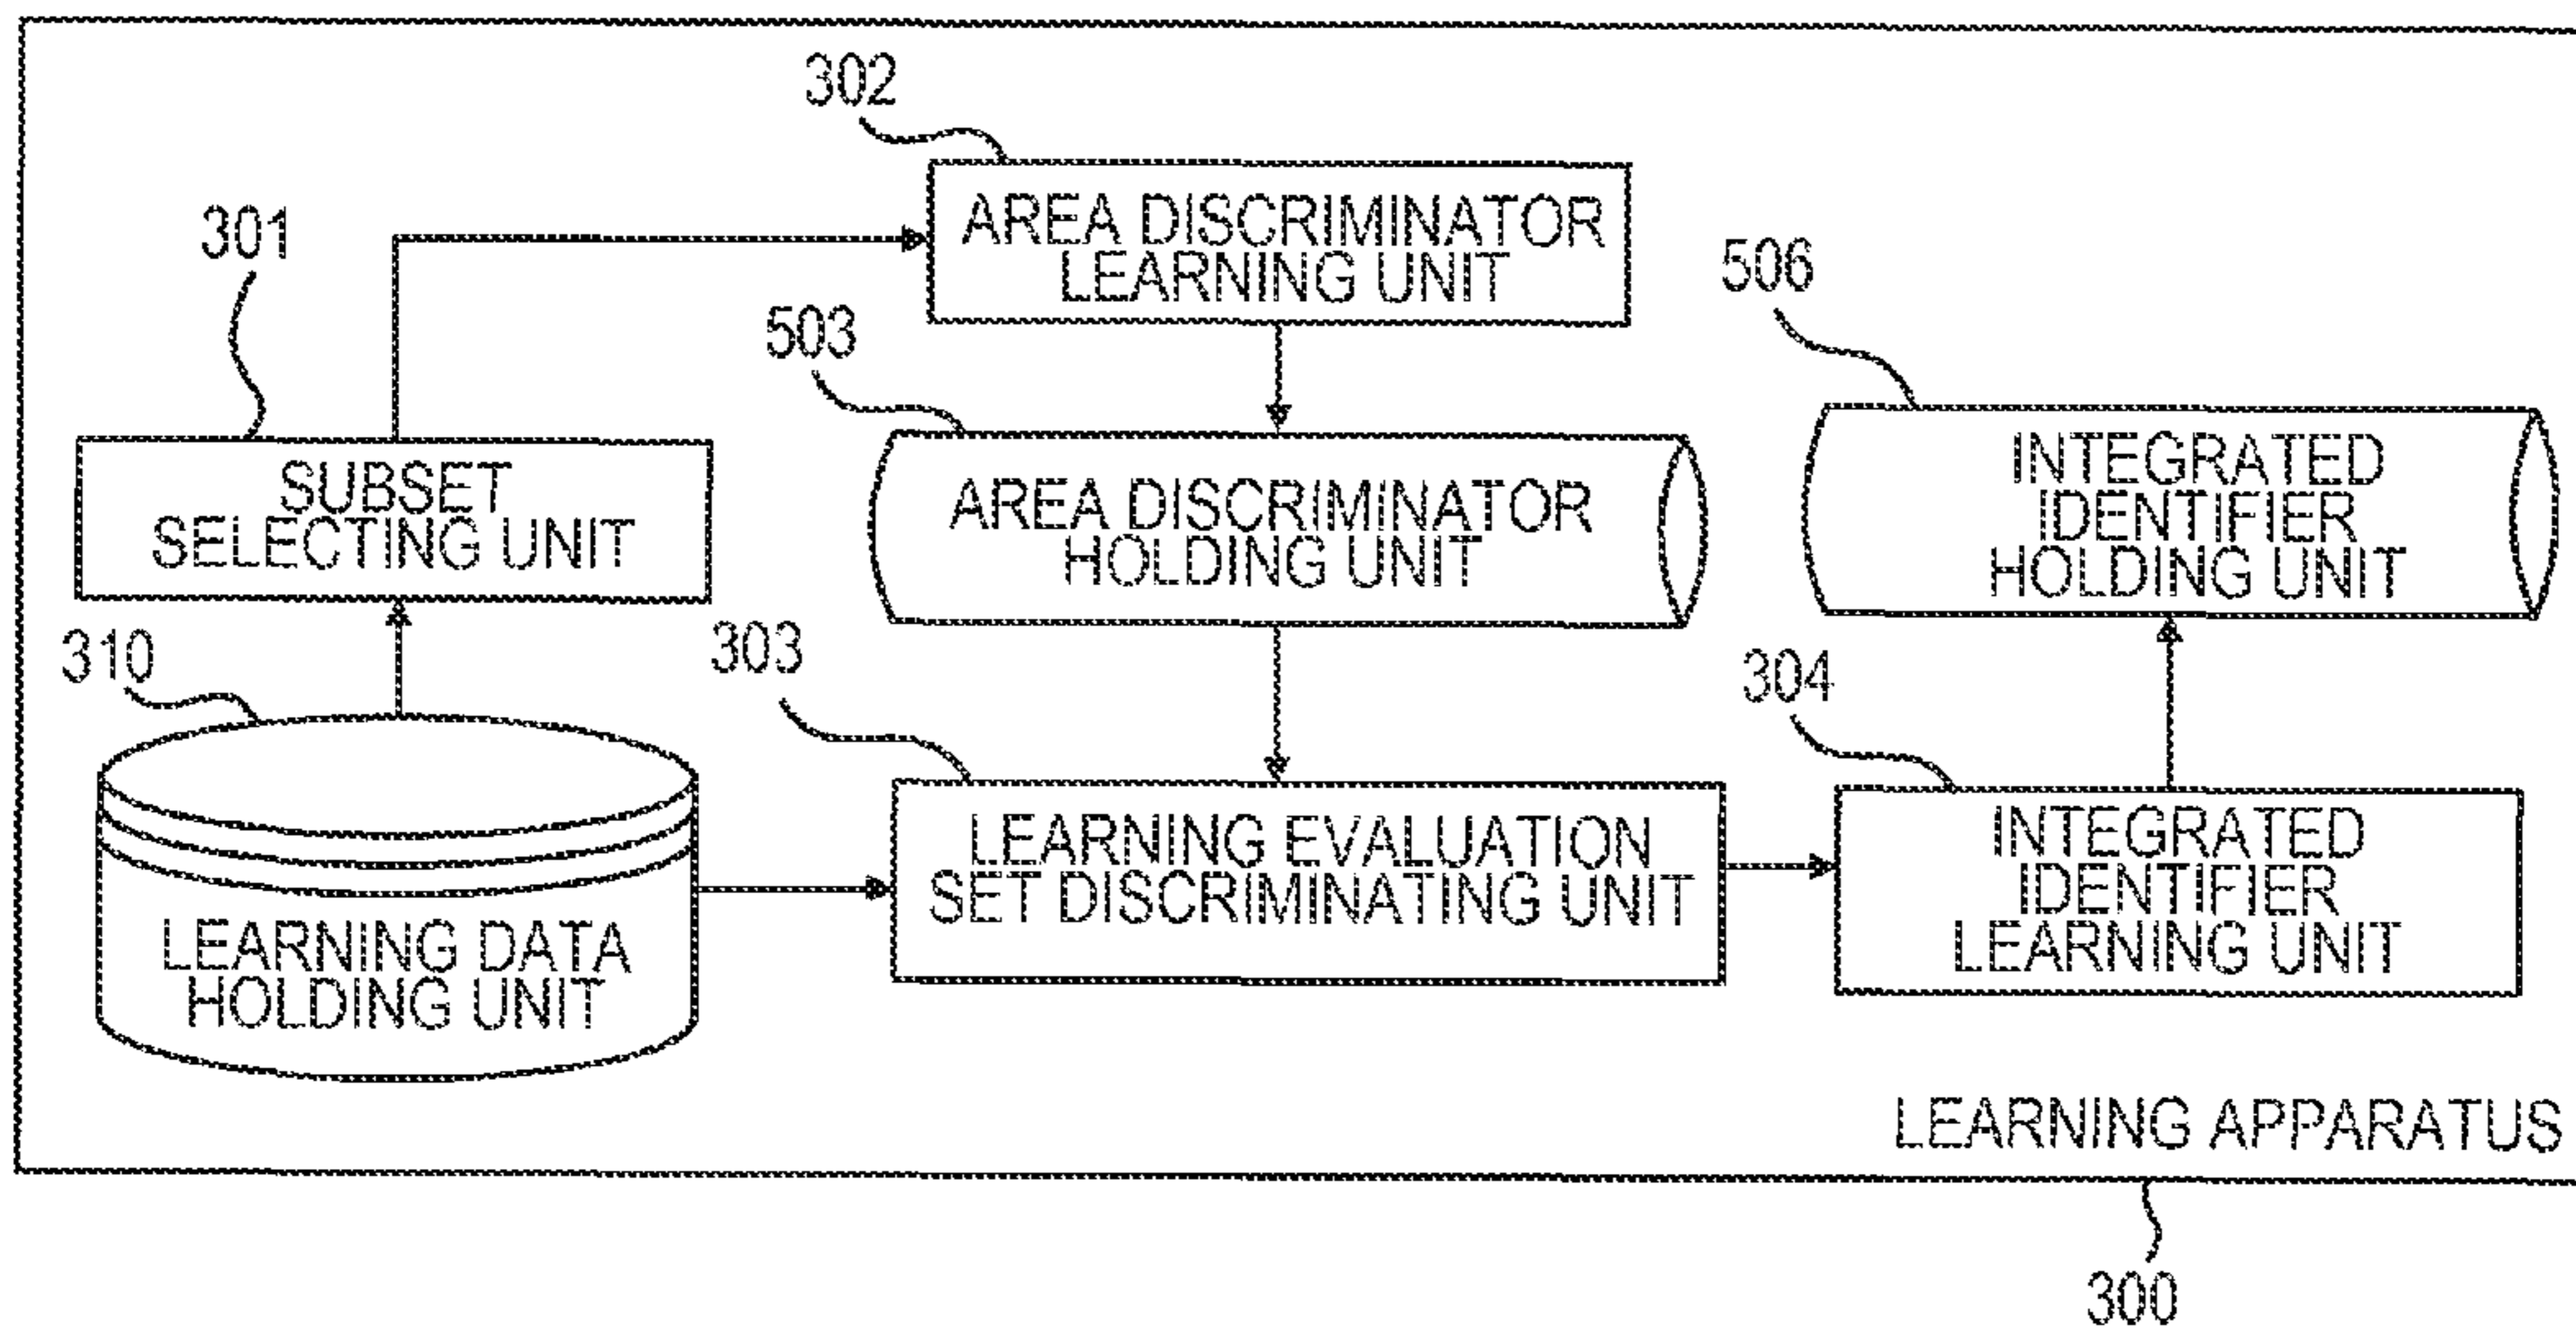 302
AREA DISCRIMINATOR
LEARNING UNIT
301
SUBSET
SELECTING UNIT
503
AREA DISCRIMINATOR
HOLDING UNIT
506
INTEGRATED
IDENTIFIER
HOLDING UNIT
310
LEARNING DATA
HOLDING UNIT
303
LEARNING EVALUATION
SET DISCRIMINATING UNIT
304
INTEGRATED
IDENTIFIER
LEARNING UNIT
LEARNING APPARATUS
300